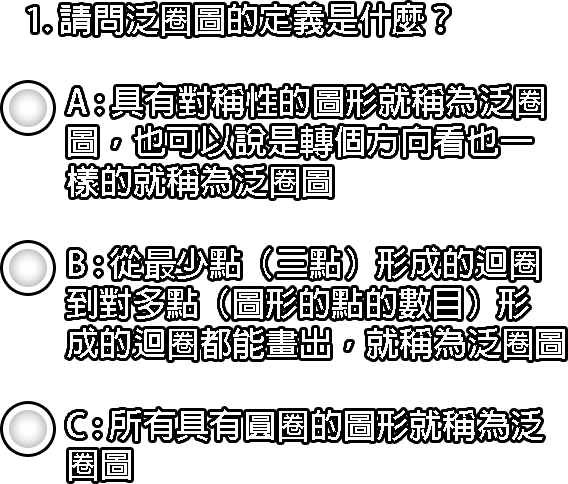 1. 請問泛圈圖的定義是什麼？
A：具有對稱性的圖形就稱為泛圈
圖，也可以說是轉個方向看也一
樣的就稱為泛圈圖
B：從最少點（三點）形成的迴圈
到對多點（圖形的點的數目）形
成的迴圈都能畫出，就稱為泛圈圖
C：所有具有圓圈的圖形就稱為泛
圈圖